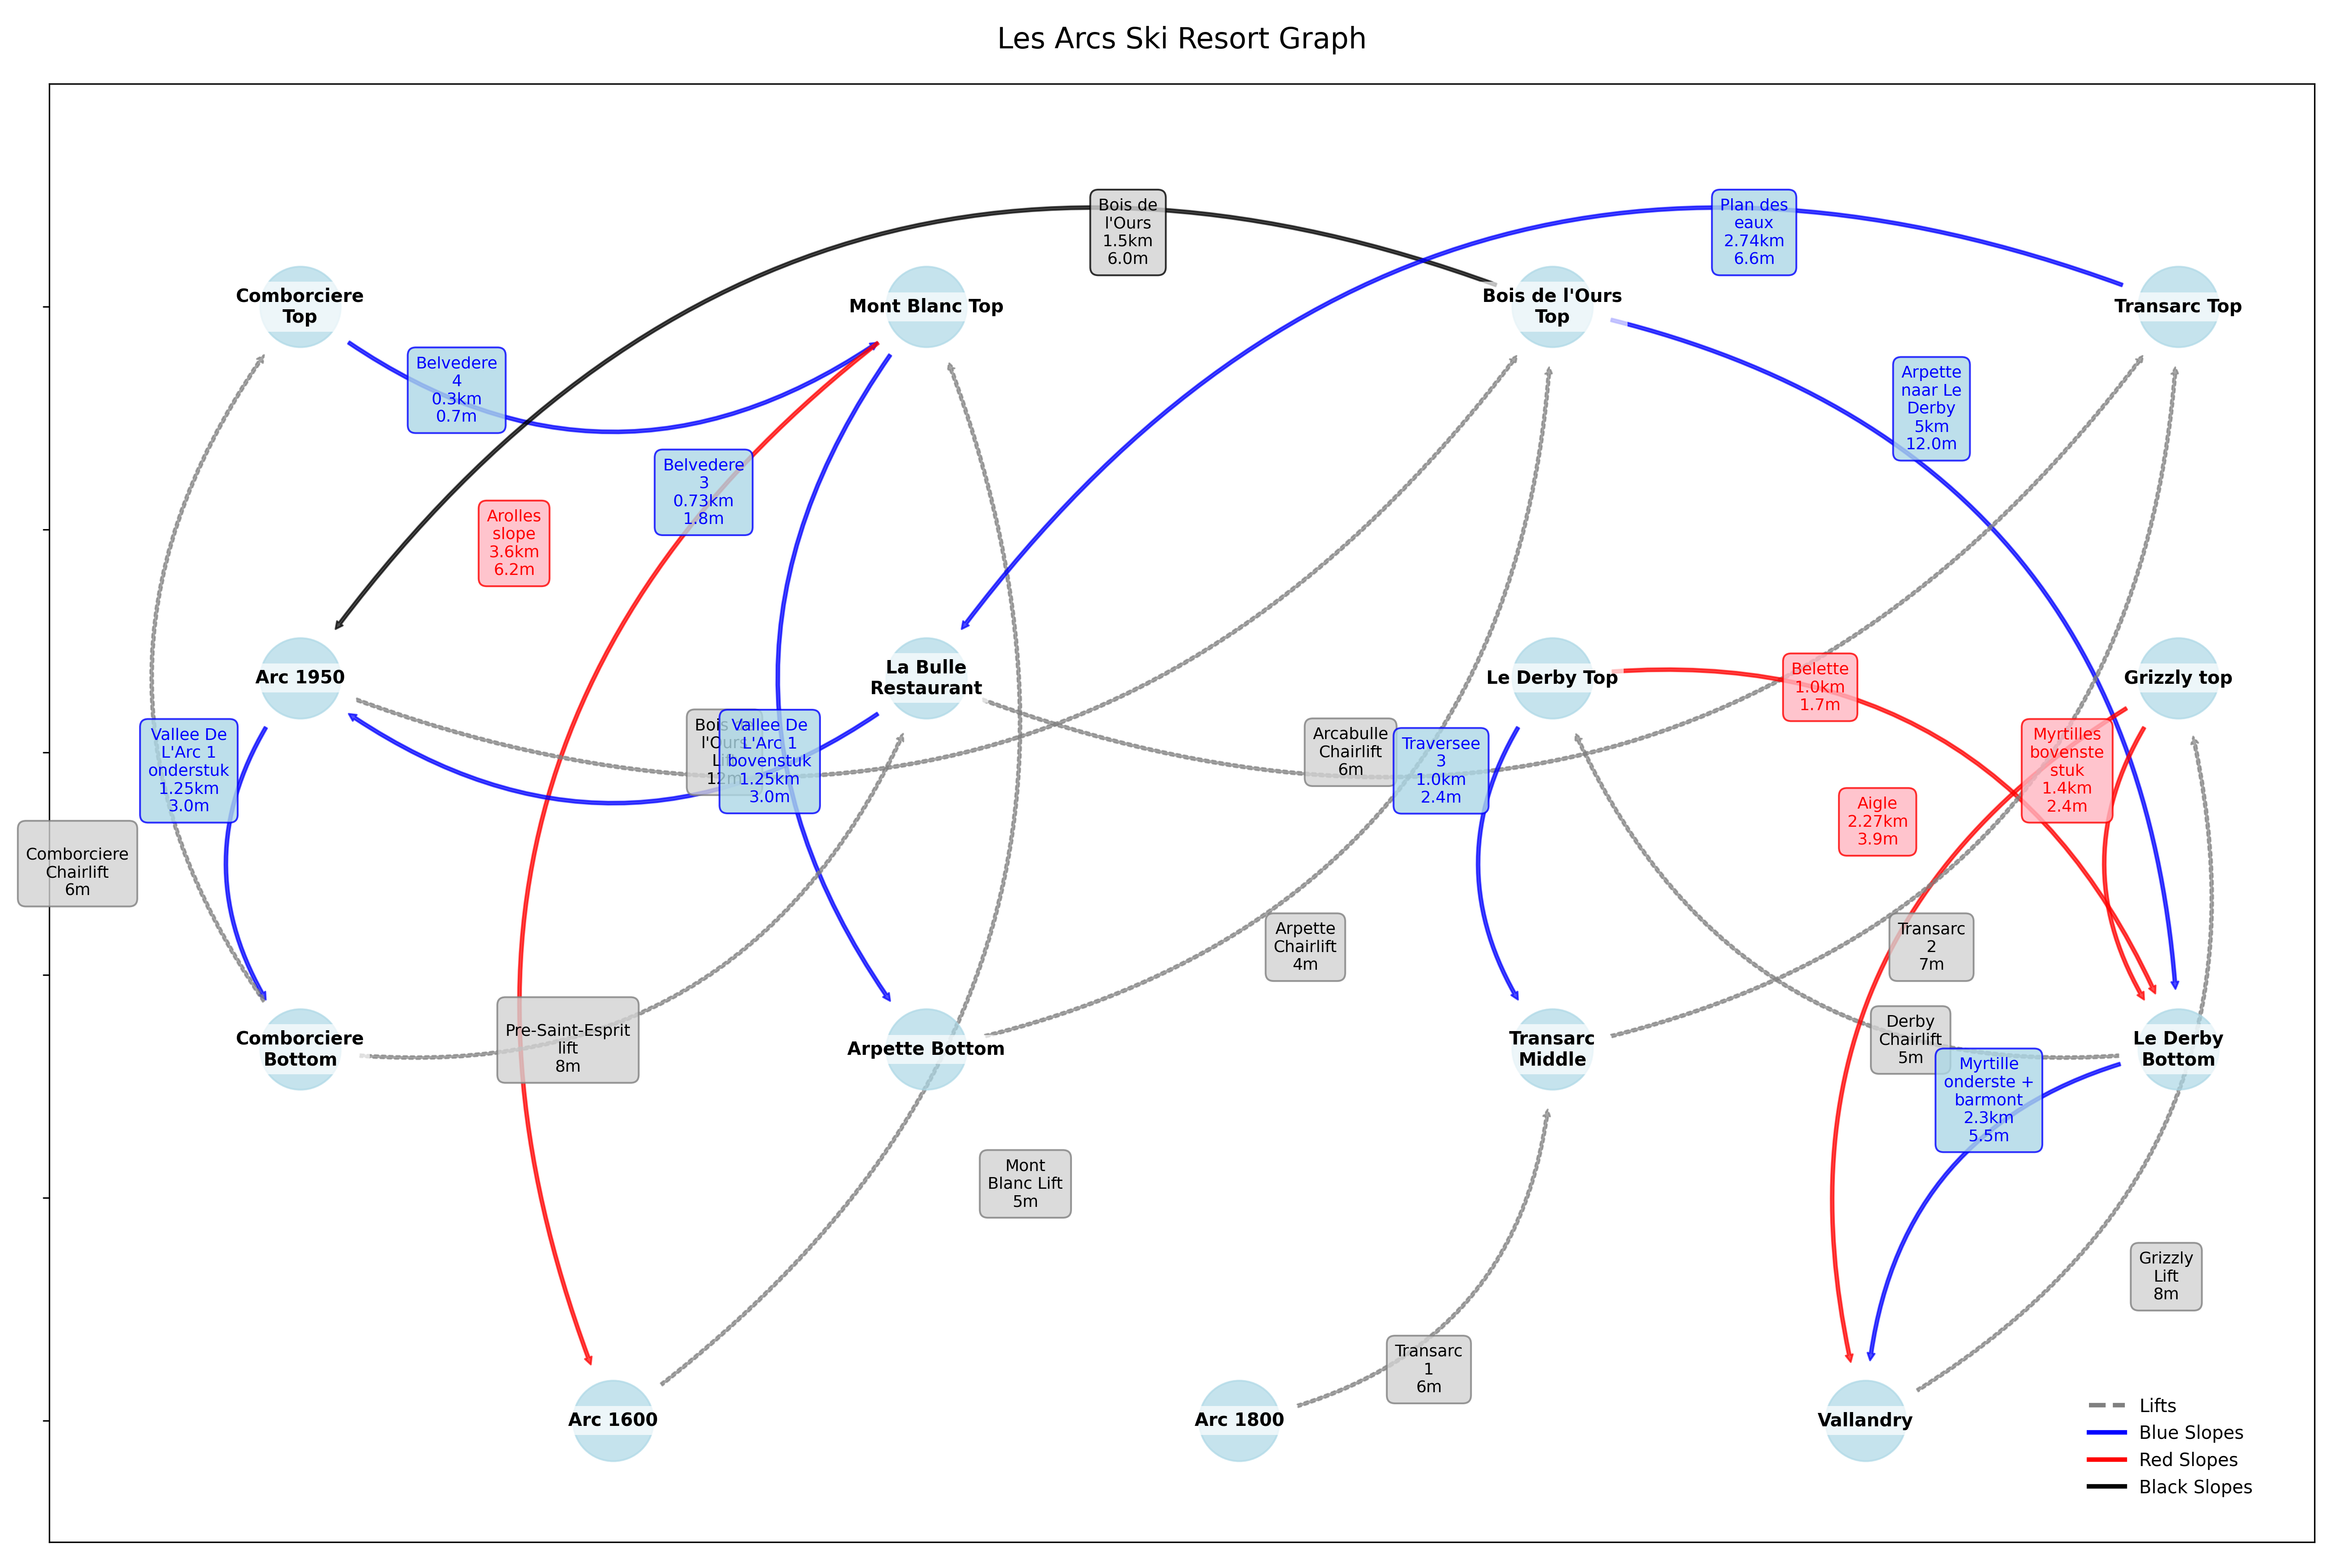 Les Arcs Ski Resort Graph
Bois de
l'Ours
1.5km
6.0m
Plan des
eaux
2.74km
6.6m
Comborciere
Top
Mont Blanc Top
Bois de l'Ours
Top
Transarc Top
Belvedere
4
0.3km
0.7m
Arpette
naar Le
Derby
5km
12.0m
Belvedere
3
0.73km
1.8m
Arolles
slope
3.6km
6.2m
Arc 1950
La Bulle
Restaurant
Le Derby Top
Belette
1.0km
1.7m
Grizzly top
Vallee De
L'Arc 1
onderstuk
1.25km
3.0m
Bois
l'Ours
12m
Vallee De
L'Arc 1
bovenstuk
1.25km
3.0m
Arcabulle
Chairlift
6m
Traversee
3
1.0km
2.4m
Myrtilles
bovenste
stuk
1.4km
2.4m
Aigle
2.27km
3.9m
Comborciere
Chairlift
6m
Arpette
Chairlift
4m
Transarc
2
7m
Comborciere
Bottom
Pre-Saint-Esprit
lift
8m
Arpette Bottom
Transarc
Middle
Derby
Chairlift
5m
Le Derby
Bottom
Myrtille
onderste +
barmont
2.3km
5.5m
Mont
Blanc Lift
5m
Grizzly
Lift
8m
Transarc
1
6m
Arc 1600
Arc 1800
Vallandry
Lifts
Blue Slopes
Red Slopes
Black Slopes